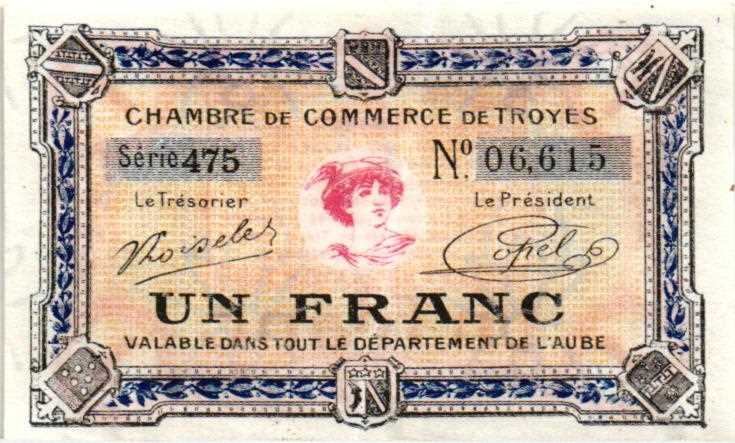 CHAMBRE DE COMMERCE DE TROYES
Série 475 Nº. 06,615
Le Trésorier Le Président
UN FRANC
VALABLE DANS TOUT LE DÉPARTEMENT DE L'AUBE